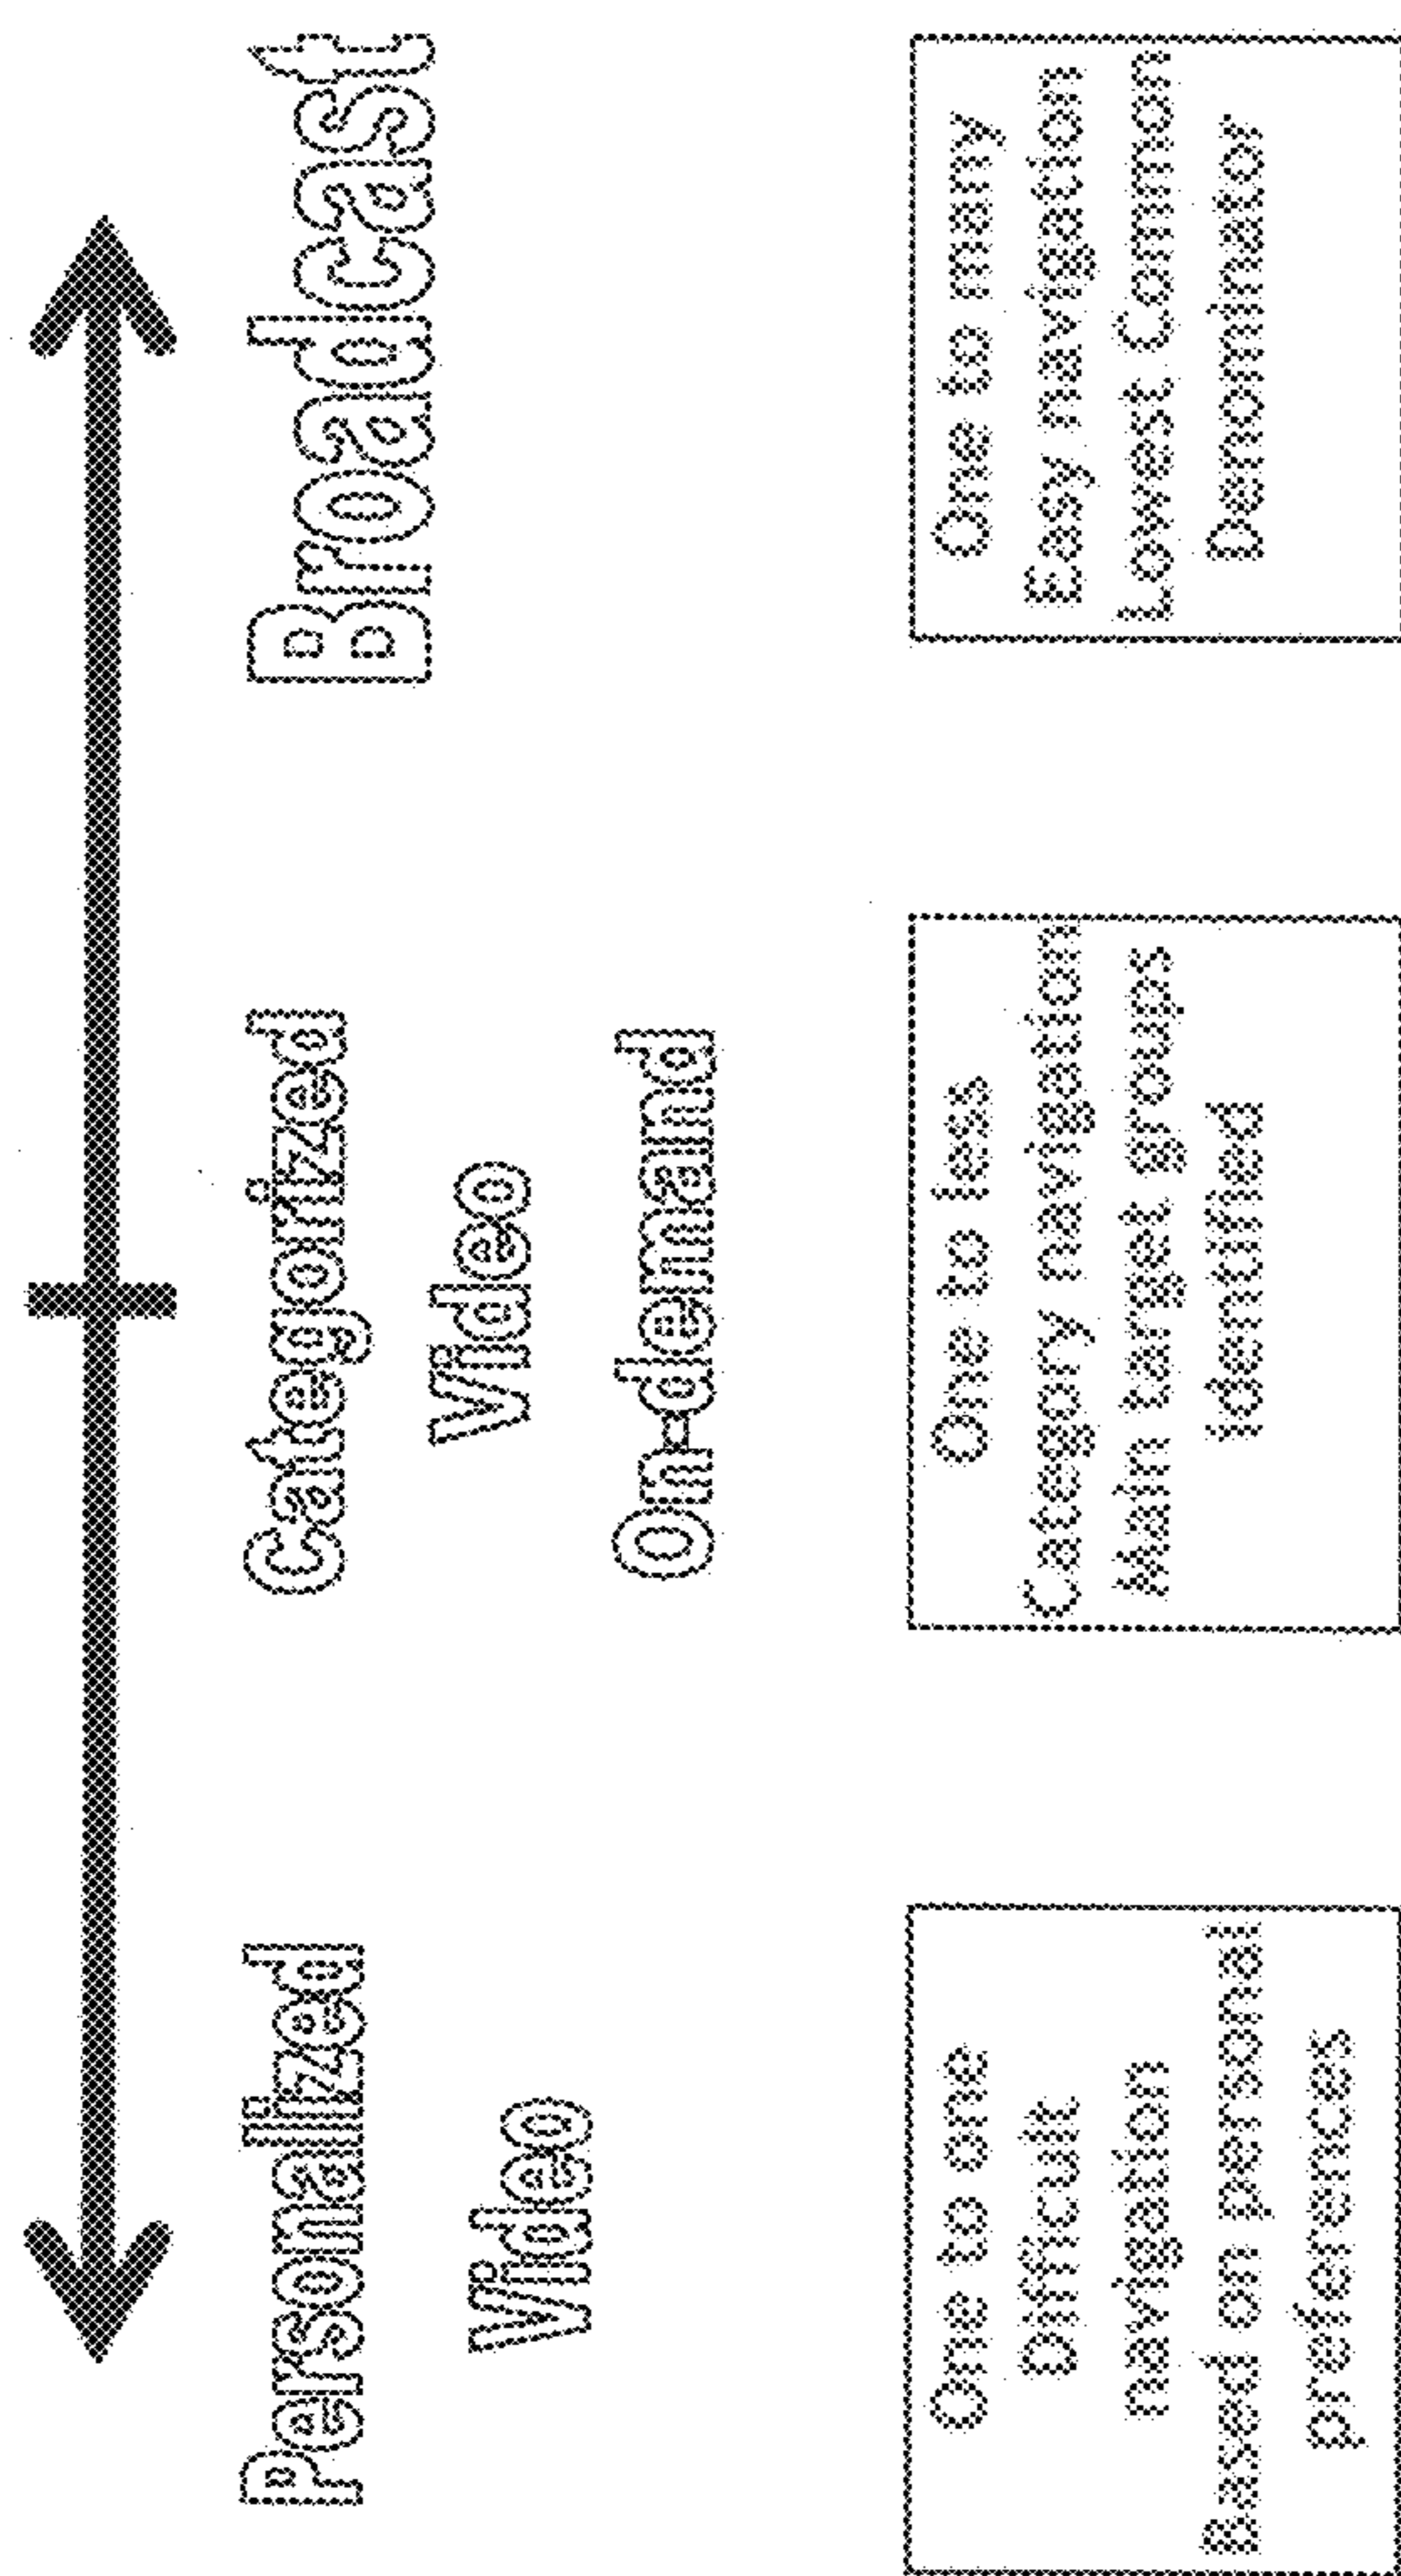 Personalized
Video
Categorized
Video
On-demand
Broadcast
One to one
Difficult
navigation
Based on personal
preferences
One to less
Category navigation
Main target groups
identified
One to many
Easy navigation
Lowest Common
Denominator